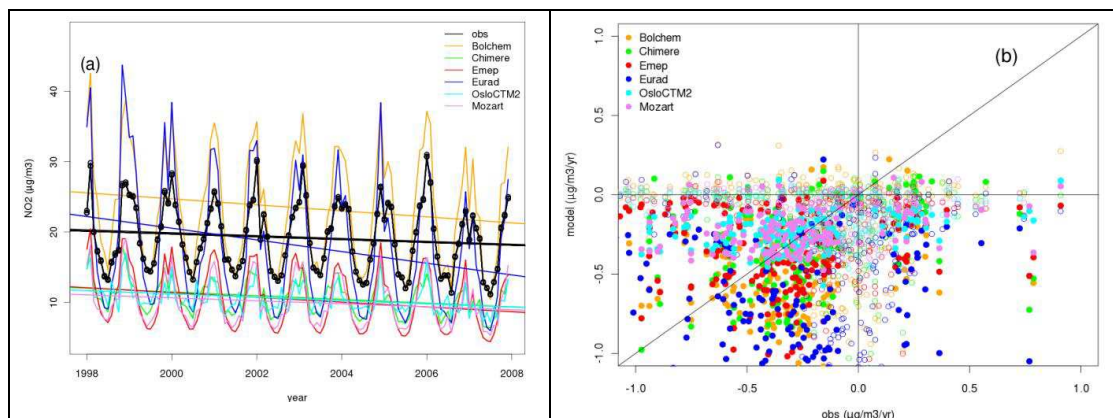 (a)
obs
Bolchem
Chimere
Emep
Eurad
OsloCTM2
Mozart
NO2 (µg/m3)
40
30
20
10
1998 2000 2002 2004 2006 2008
year
Bolchem
Chimere
Emep
Eurad
OsloCTM2
Mozart
(b)
model (µg/m3/yr)
1.0
0.5
0.0
-0.5
-1.0
-1.0 -0.5 0.0 0.5 1.0
obs (µg/m3/yr)